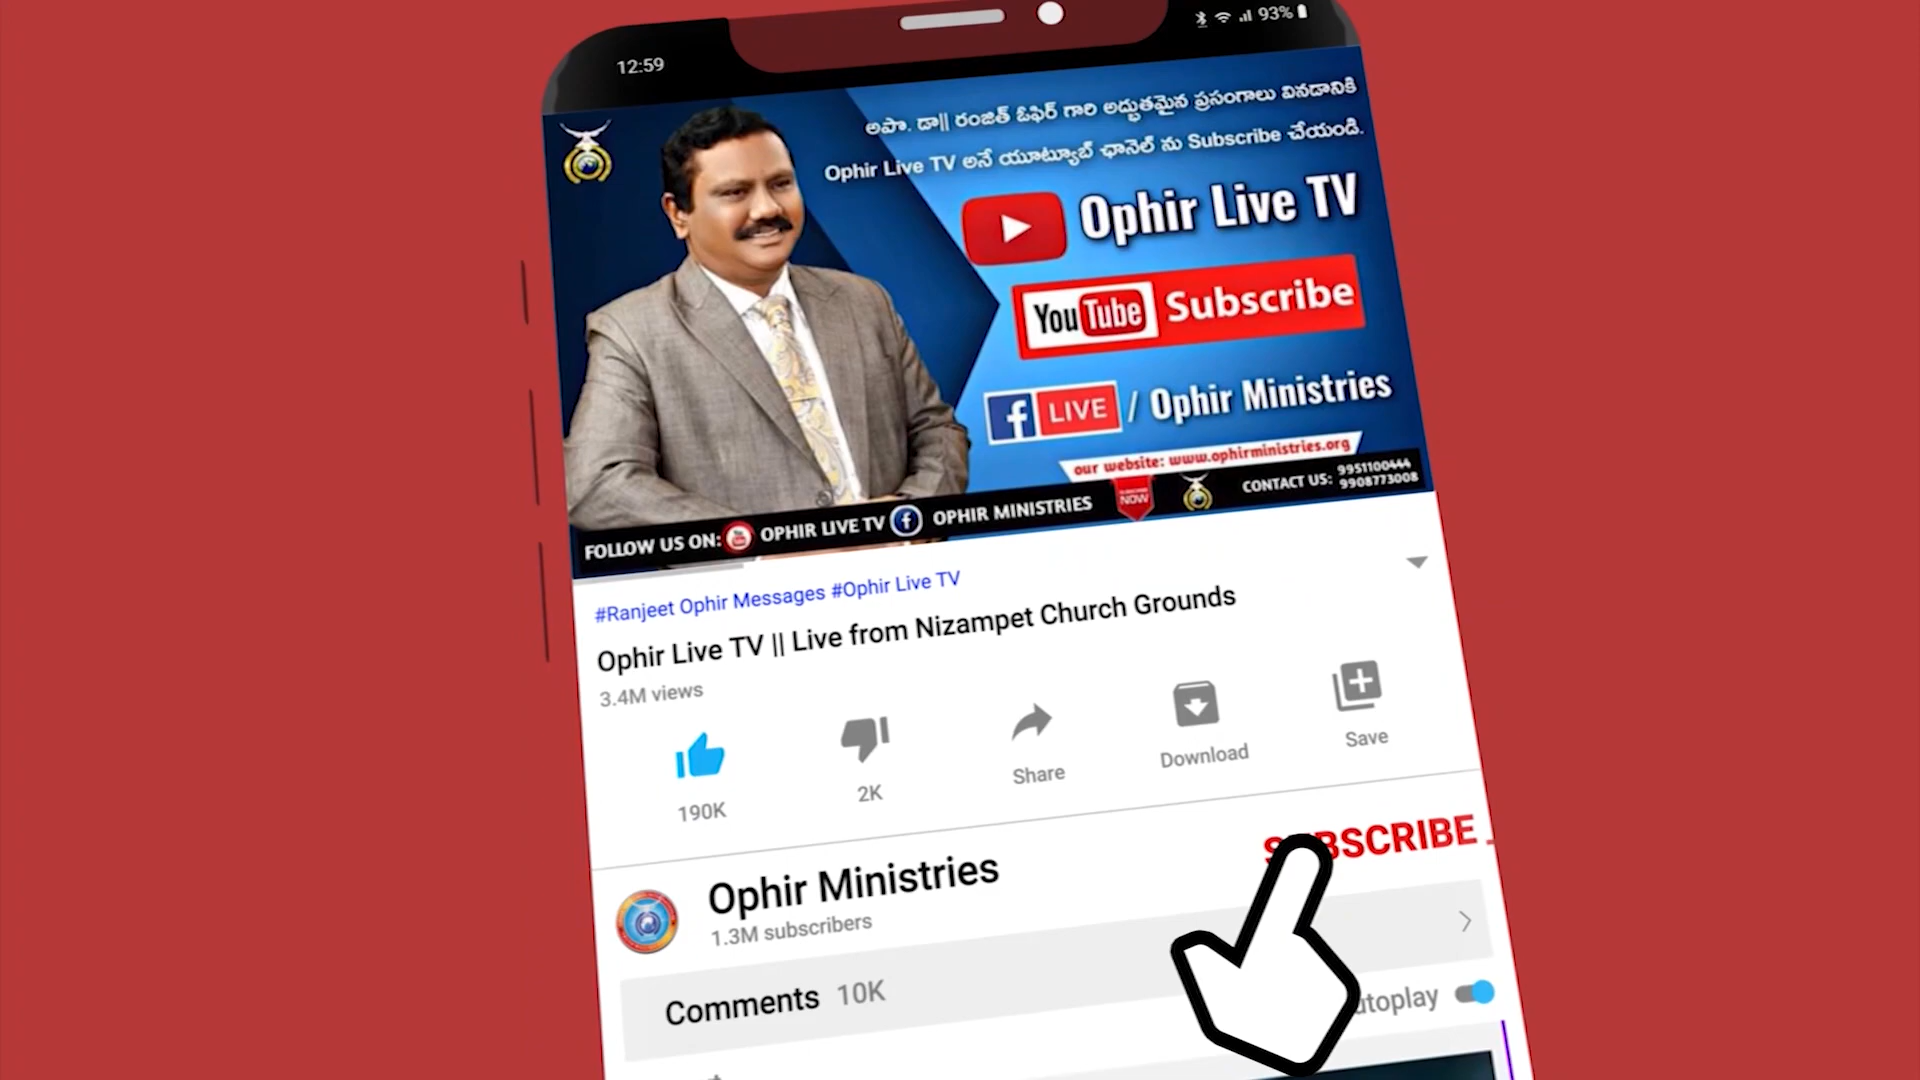 12:59
93%
అపొ. డా|| రంజిత్ ఓఫిర్ గారి అద్భుతమైన ప్రసంగాలు వినడానికి
Ophir Live TV అనే యూట్యూబ్ ఛానెల్ ను Subscribe చేయండి.
Ophir Live TV
YouTube Subscribe
f LIVE / Ophir Ministries
our website: www.ophirministries.org
FOLLOW US ON: OPHIR LIVE TV f OPHIR MINISTRIES
SUBSCRIBE NOW
CONTACT US: 9951100444
9908773008
#Ranjeet Ophir Messages #Ophir Live TV
Ophir Live TV || Live from Nizampet Church Grounds
3.4M views
190K
2K
Share
Download
Save
Ophir Ministries
SUBSCRIBE
1.3M subscribers
Comments 10K
utoplay